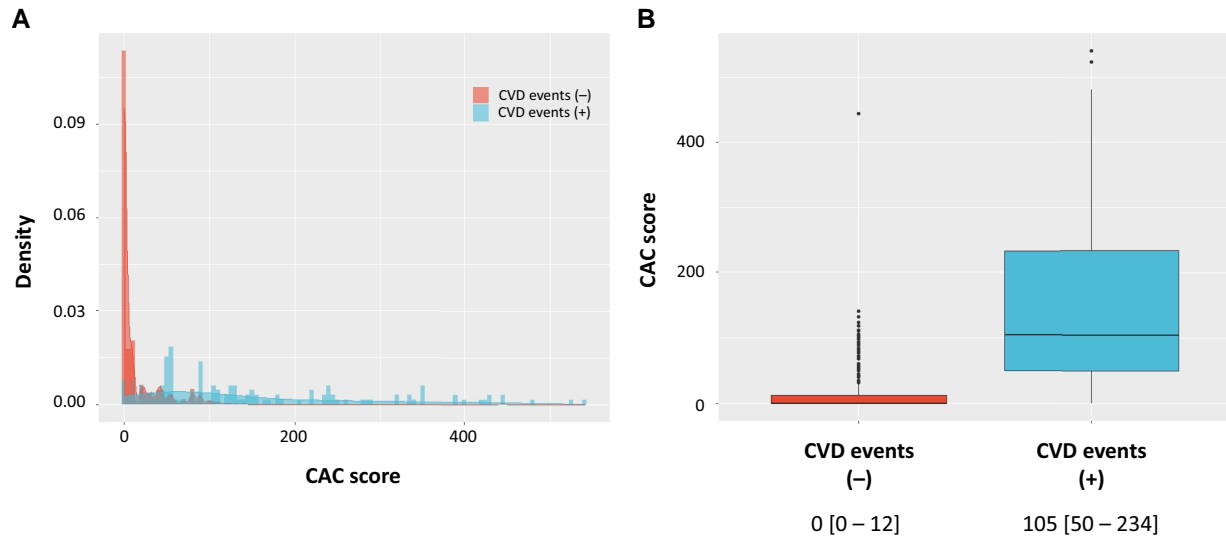 A
CVD events (–)
CVD events (+)
0.09
0.06
0.03
0.00
Density
0
200
400
CAC score
B
400
200
0
CAC score
CVD events
(–)
CVD events
(+)
0 [0 – 12]
105 [50 – 234]